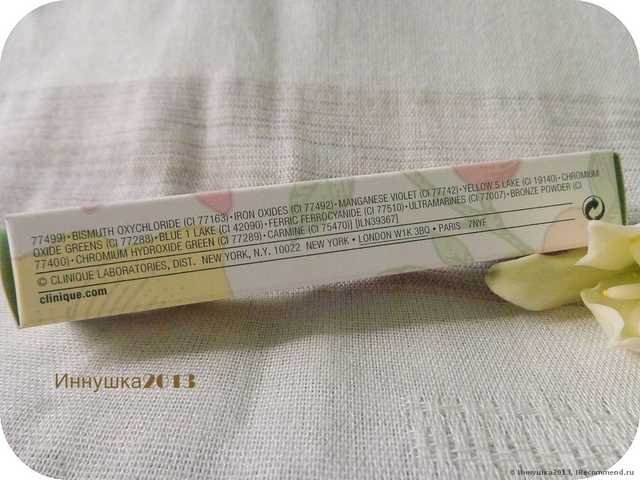 77499)•BISMUTH OXYCHLORIDE (CI 77163)•IRON OXIDES (CI 77492)•MANGANESE VIOLET (CI 77742)•YELLOW 5 LAKE (CI 19140)•CHROMIUM
OXIDE GREENS (CI 77288)•BLUE 1 LAKE (CI 42090)•FERRIC FERROCYANIDE (CI 77510)•ULTRAMARINES (CI 77007)•BRONZE POWDER (CI
77400)•CHROMIUM HYDROXIDE GREEN (CI 77289)•CARMINE (CI 75470)] [ILN39367]
© CLINIQUE LABORATORIES, DIST. NEW YORK, N.Y. 10022 NEW YORK • LONDON W1K 3BQ • PARIS 7NYF
clinique.com
Иннушка2013
© Иннушка2013, IRecommend.ru